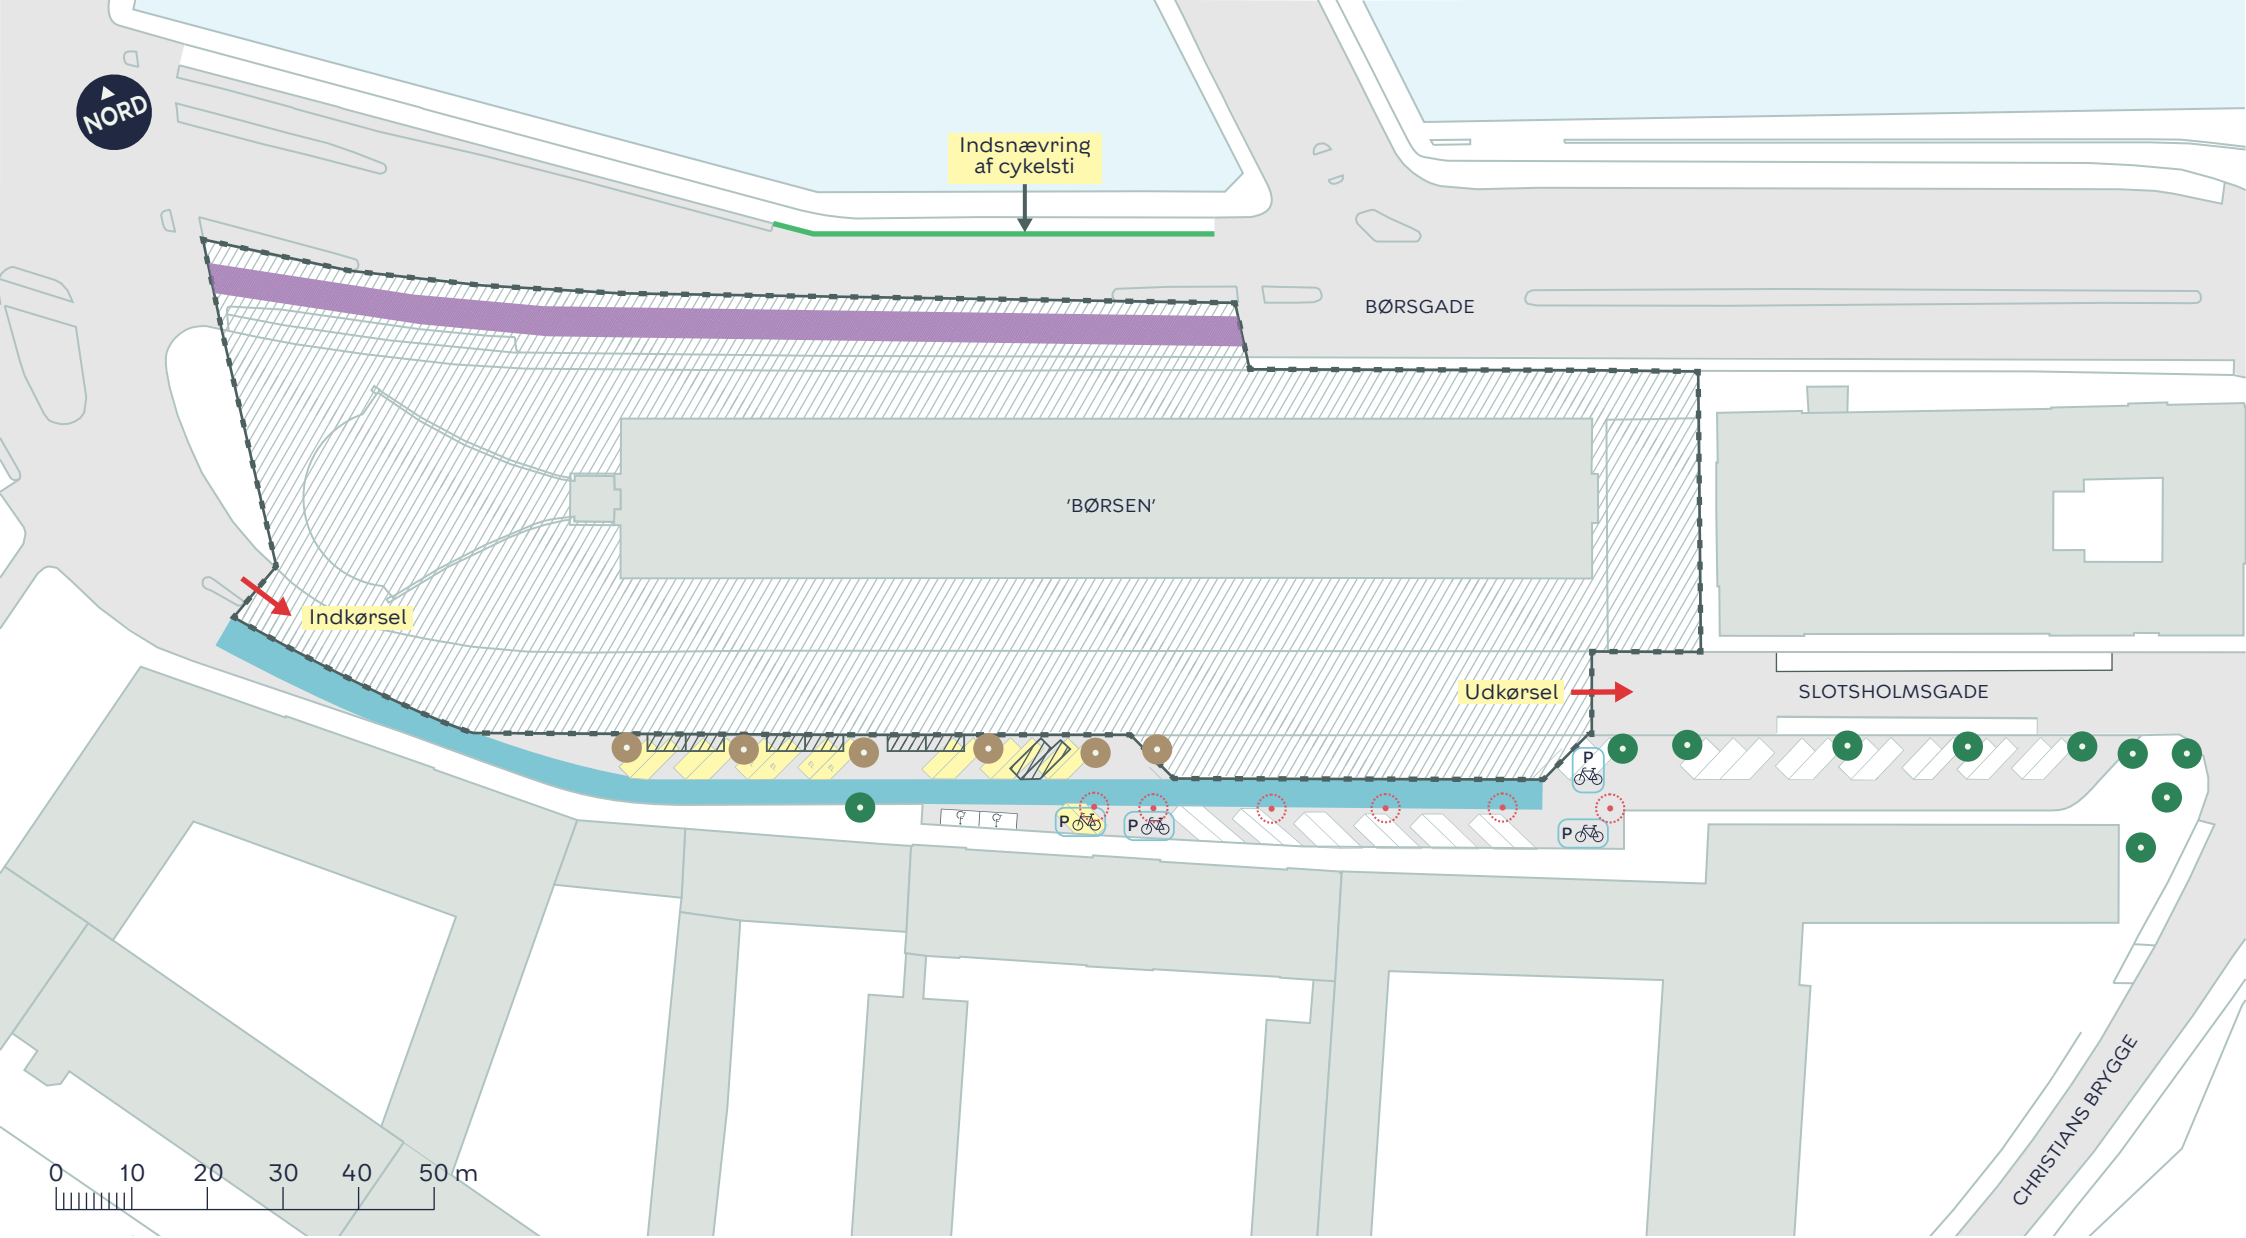 NORD
Indsnævring
af cykelsti
BØRSGADE
'BØRSEN'
Indkørsel
Udkørsel
SLOTSHOLMSGADE
P
P
P
P
CHRISTIANS BRYGGE
0 10 20 30 40 50 m